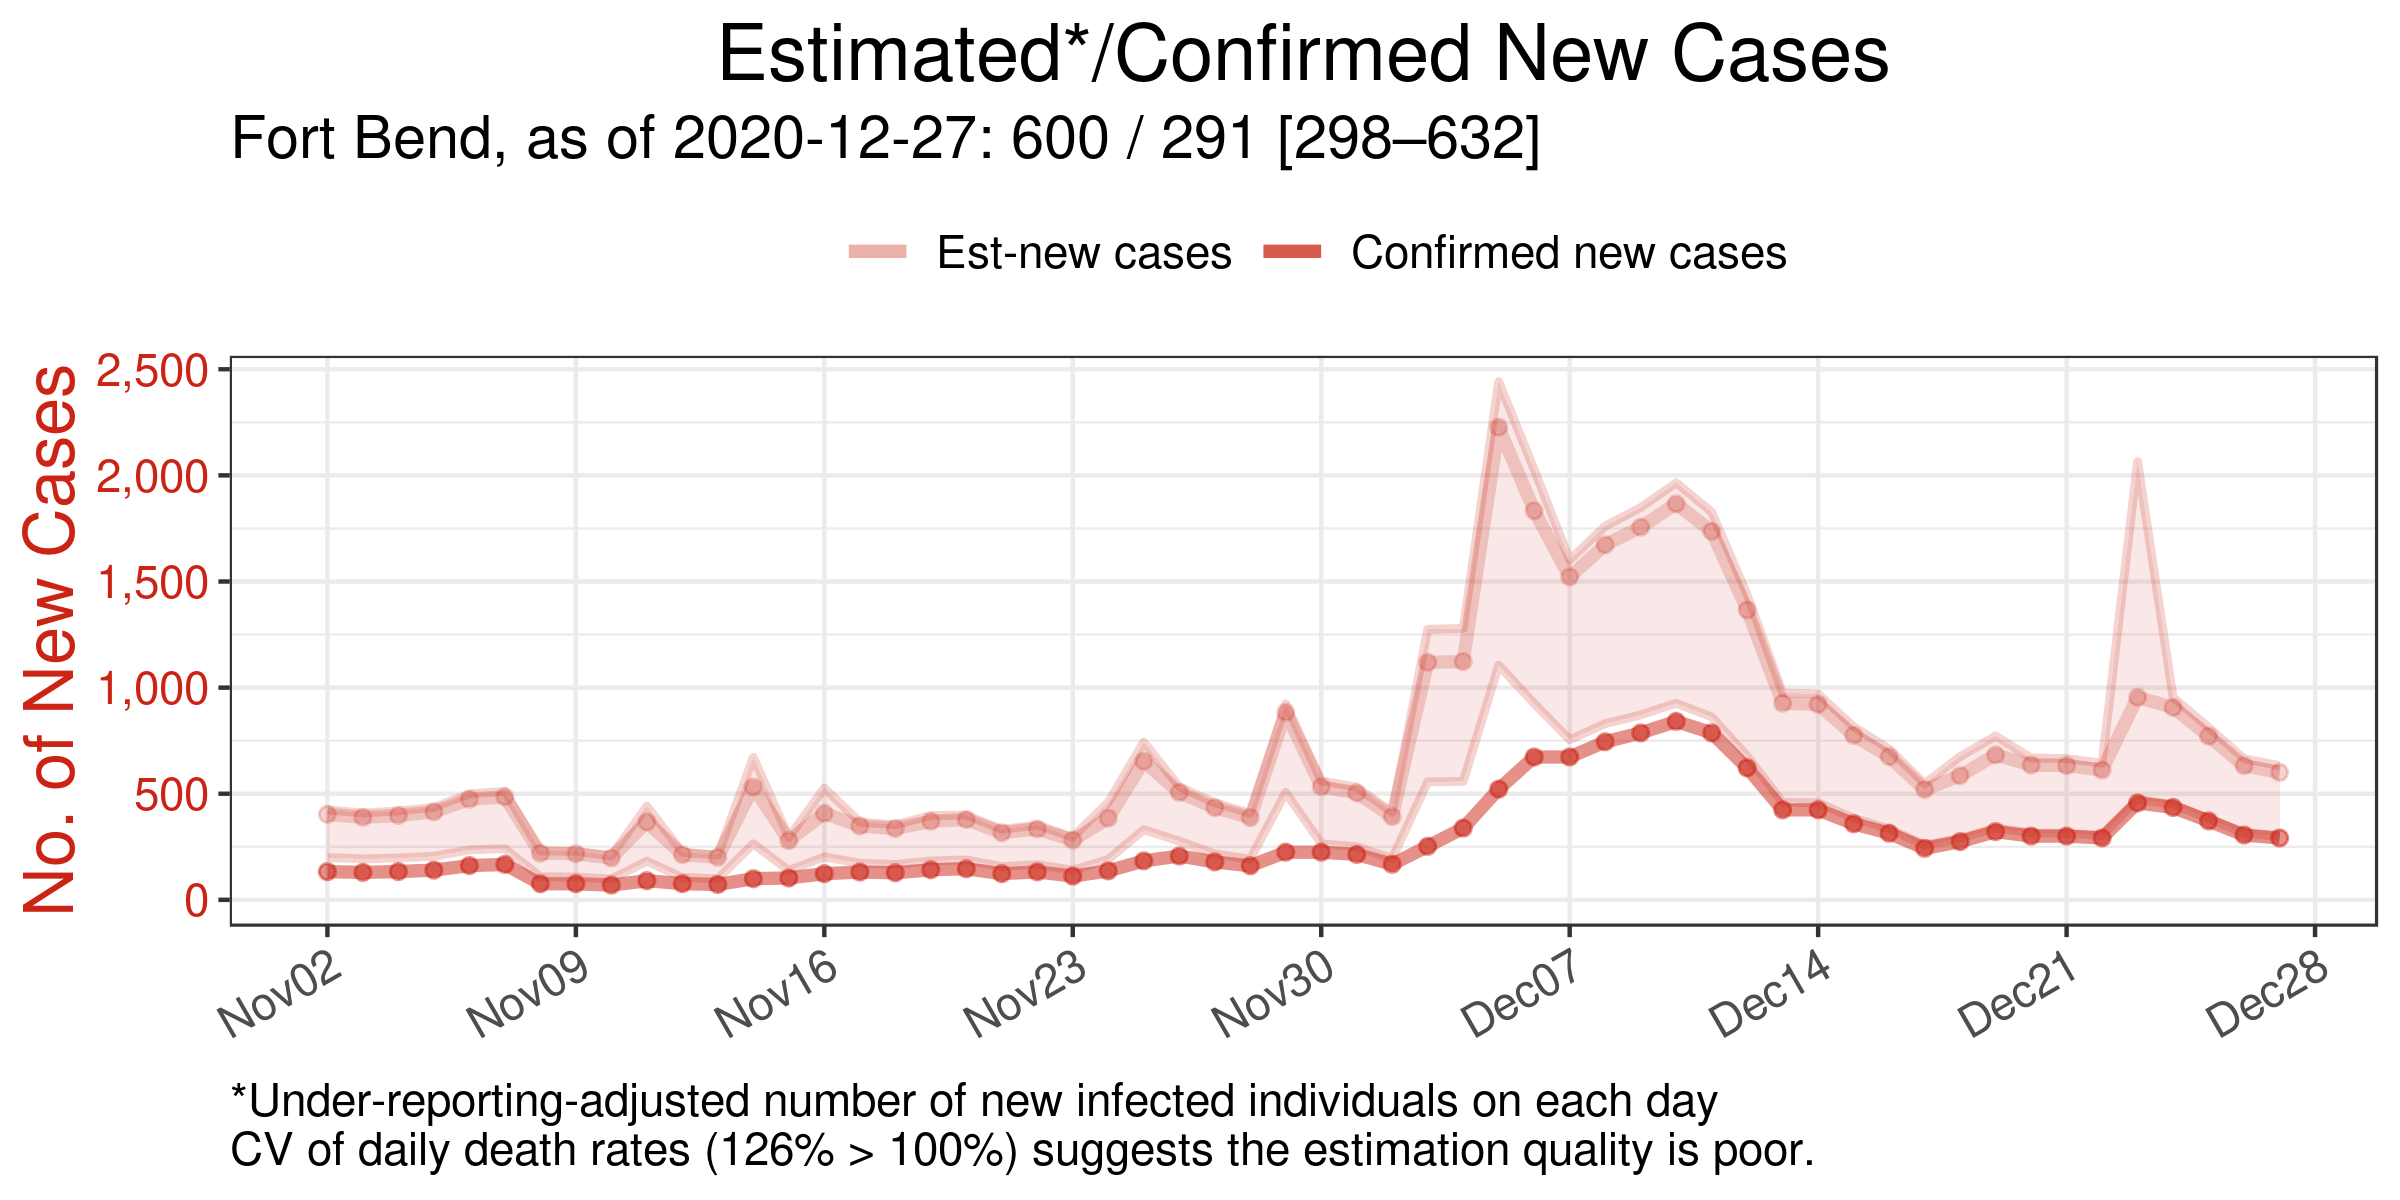 Estimated*/Confirmed New Cases
Fort Bend, as of 2020-12-27: 600 / 291 [298–632]
Est-new cases
Confirmed new cases
No. of New Cases
2,500
2,000
1,500
1,000
500
0
Nov02
Nov09
Nov16
Nov23
Nov30
Dec07
Dec14
Dec21
Dec28
*Under-reporting-adjusted number of new infected individuals on each day
CV of daily death rates (126% > 100%) suggests the estimation quality is poor.